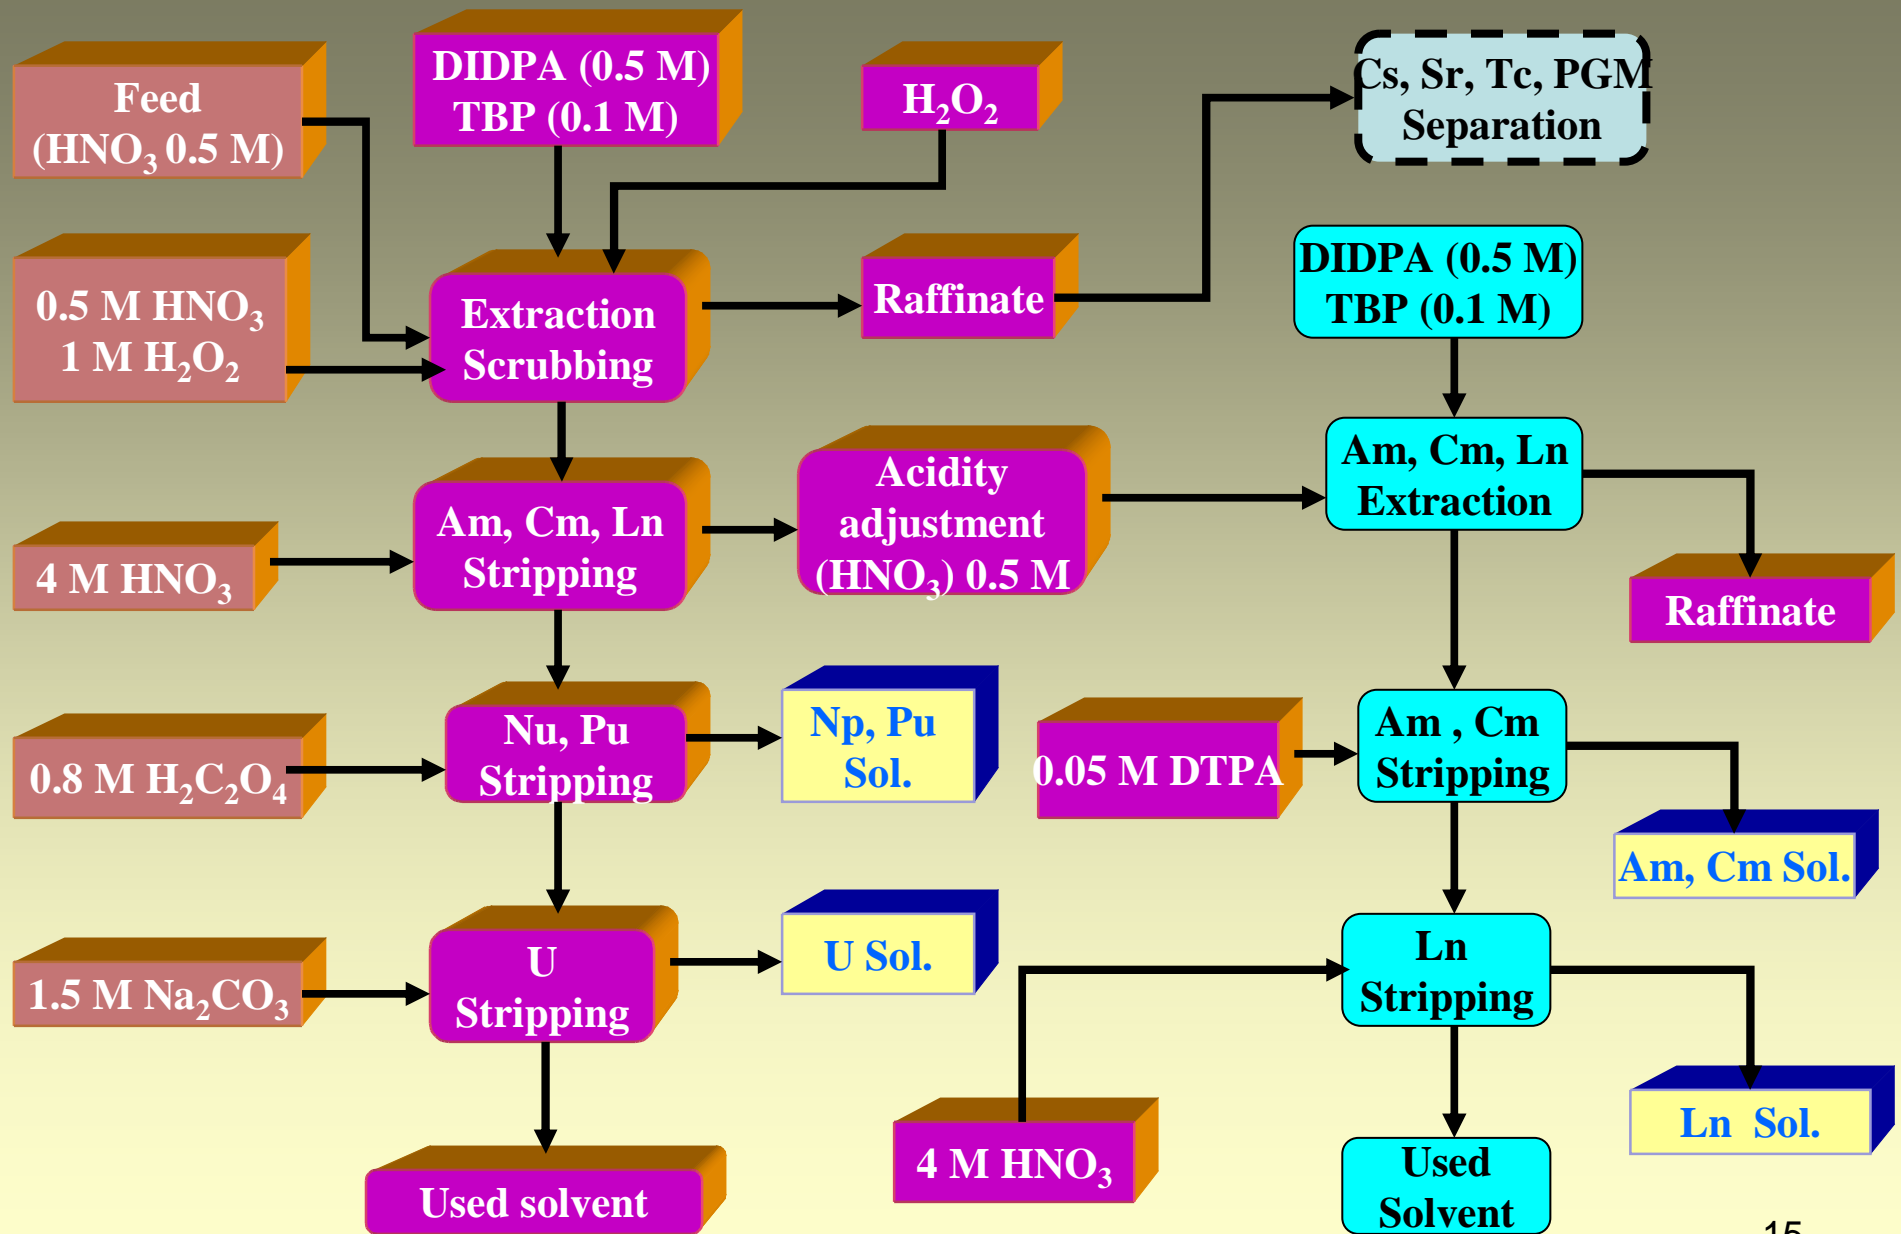 Feed
(HNO₃ 0.5 M)
DIDPA (0.5 M)
TBP (0.1 M)
H₂O₂
Cs, Sr, Tc, PGM
Separation
0.5 M HNO₃
1 M H₂O₂
Extraction
Scrubbing
Raffinate
DIDPA (0.5 M)
TBP (0.1 M)
4 M HNO₃
Am, Cm, Ln
Stripping
Acidity
adjustment
(HNO₃) 0.5 M
Am, Cm, Ln
Extraction
Raffinate
0.8 M H₂C₂O₄
Nu, Pu
Stripping
Np, Pu
Sol.
0.05 M DTPA
Am , Cm
Stripping
Am, Cm Sol.
1.5 M Na₂CO₃
U
Stripping
U Sol.
Ln
Stripping
Ln Sol.
Used solvent
4 M HNO₃
Used
Solvent
15